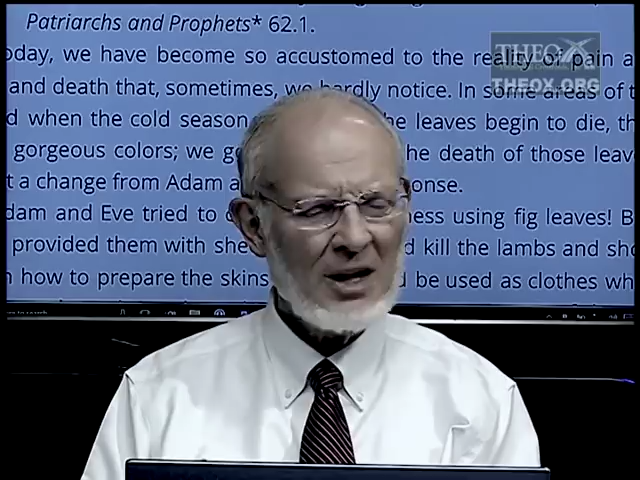 Patriarchs and Prophets* 62.1.
oday, we have become so accustomed to the reality of pain a
and death that, sometimes, we hardly notice. In some areas of t
d when the cold season he leaves begin to die, th
gorgeous colors; we g he death of those leav
t a change from Adam a onse.
dam and Eve tried to ness using fig leaves! B
provided them with she d kill the lambs and sho
n how to prepare the skins be used as clothes wh
THEOX
THEOX.ORG